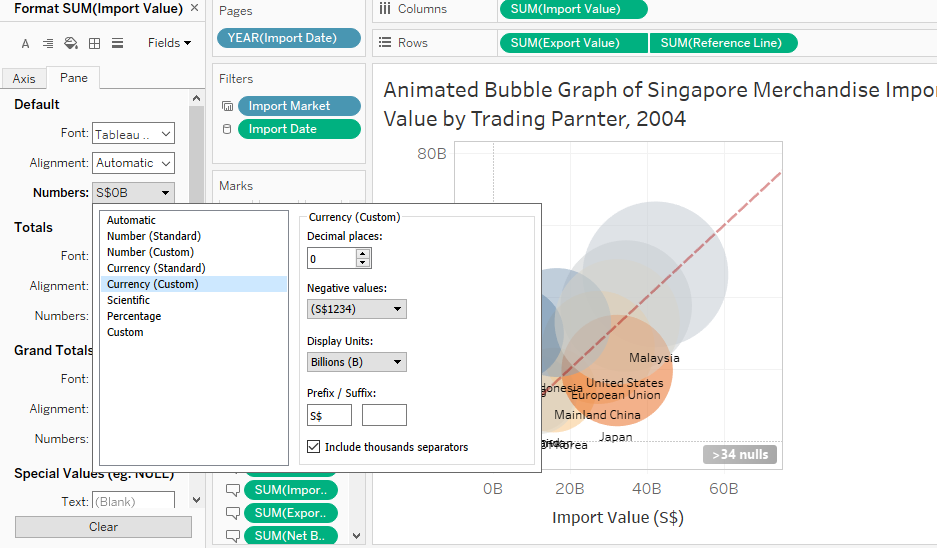 Format SUM(Import Value) ×
A
Fields
Axis
Pane
Default
Font: Tableau ..
Alignment: Automatic
Numbers: S$0B
Totals
Font:
Alignment:
Numbers:
Grand Totals
Font:
Alignment:
Numbers:
Special Values (eg. NULL)
Text: (Blank)
Clear
Automatic
Number (Standard)
Number (Custom)
Currency (Standard)
Currency (Custom)
Scientific
Percentage
Custom
Currency (Custom)
Decimal places:
0
Negative values:
(S$1234)
Display Units:
Billions (B)
Prefix / Suffix:
S$
Include thousands separators
Pages
YEAR(Import Date)
Filters
Import Market
Import Date
Marks
SUM(Impor..
SUM(Expor..
SUM(Net B..
Columns
SUM(Import Value)
Rows
SUM(Export Value)
SUM(Reference Line)
Animated Bubble Graph of Singapore Merchandise Impo
Value by Trading Parnter, 2004
80B
Malaysia
donesia
United States
European Union
Mainland China
Japan
Korea
>34 nulls
0B
20B
40B
60B
Import Value (S$)